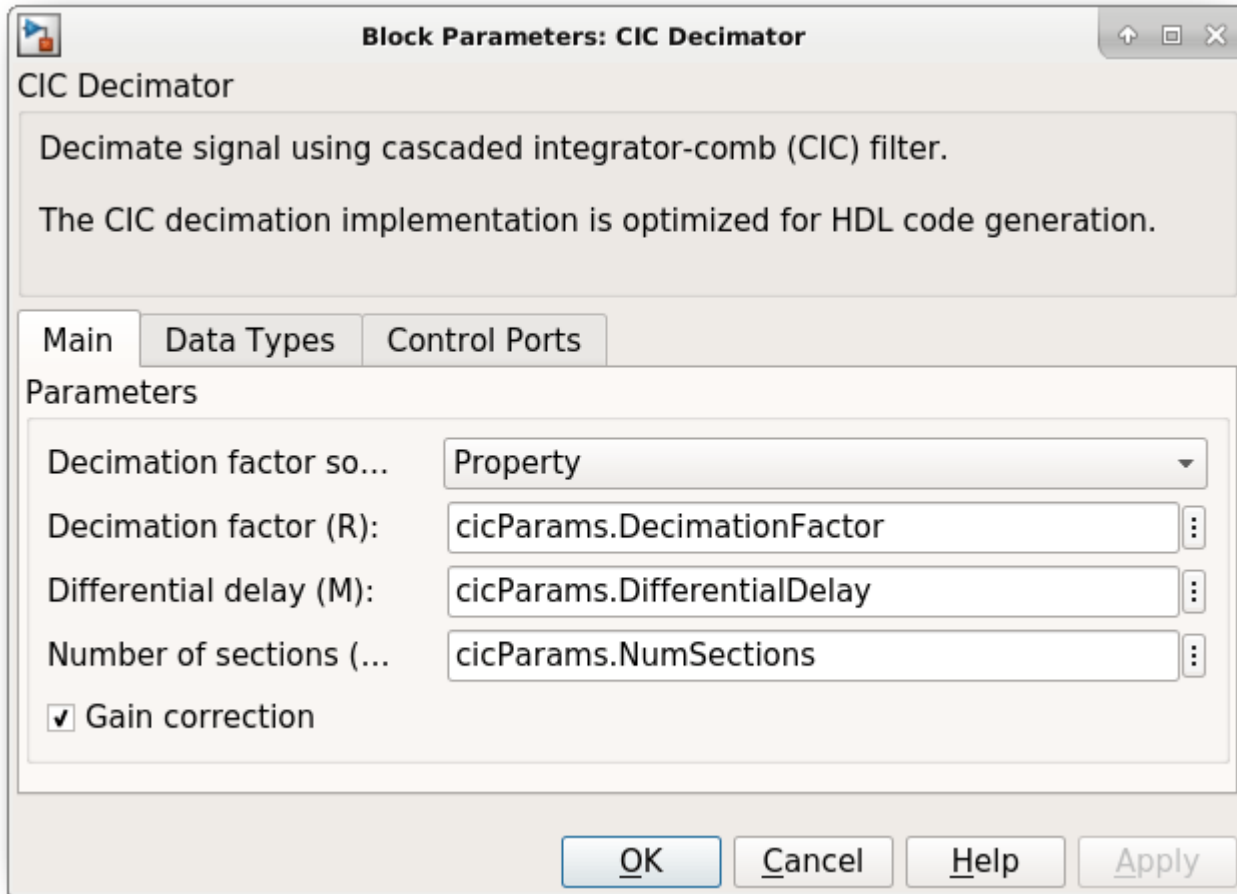 Block Parameters: CIC Decimator
CIC Decimator
Decimate signal using cascaded integrator-comb (CIC) filter.
The CIC decimation implementation is optimized for HDL code generation.
Main Data Types Control Ports
Parameters
Decimation factor so... Property
Decimation factor (R): cicParams.DecimationFactor
Differential delay (M): cicParams.DifferentialDelay
Number of sections (... cicParams.NumSections
Gain correction
OK Cancel Help Apply